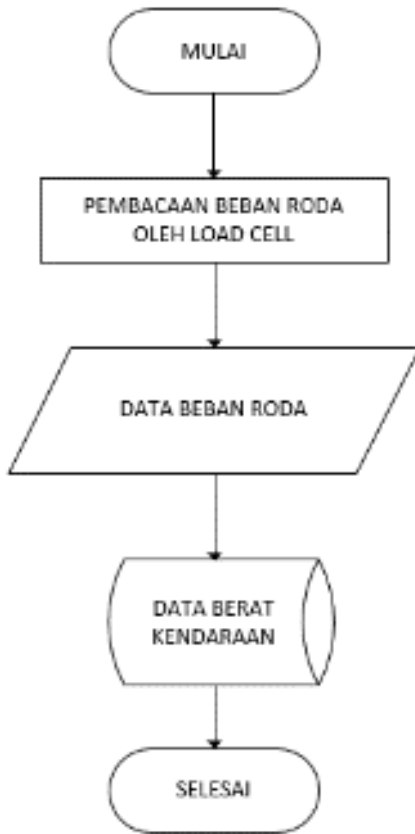 MULAI
PEMBACAAN BEBAN RODA
OLEH LOAD CELL
DATA BEBAN RODA
DATA BERAT
KENDARAAN
SELESAI